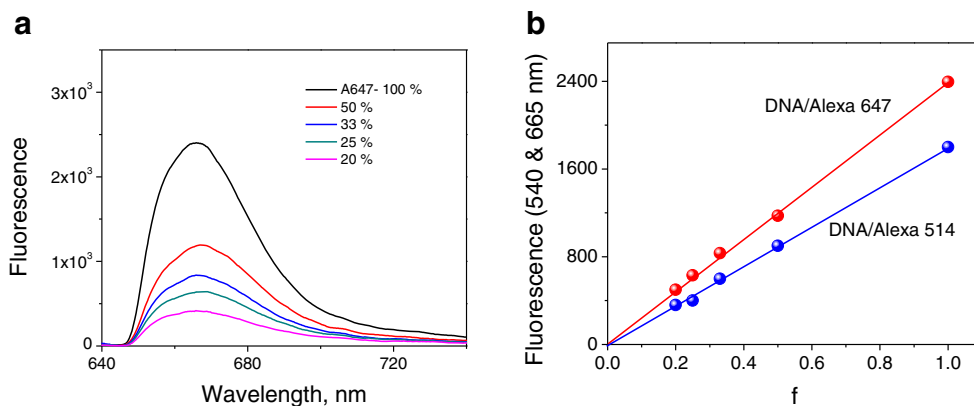 a
Fluorescence
3x10³
2x10³
1x10³
0
640
680
720
Wavelength, nm
A647- 100 %
50 %
33 %
25 %
20 %
b
Fluorescence (540 & 665 nm)
2400
1600
800
0
0.0
0.2
0.4
0.6
0.8
1.0
f
DNA/Alexa 647
DNA/Alexa 514